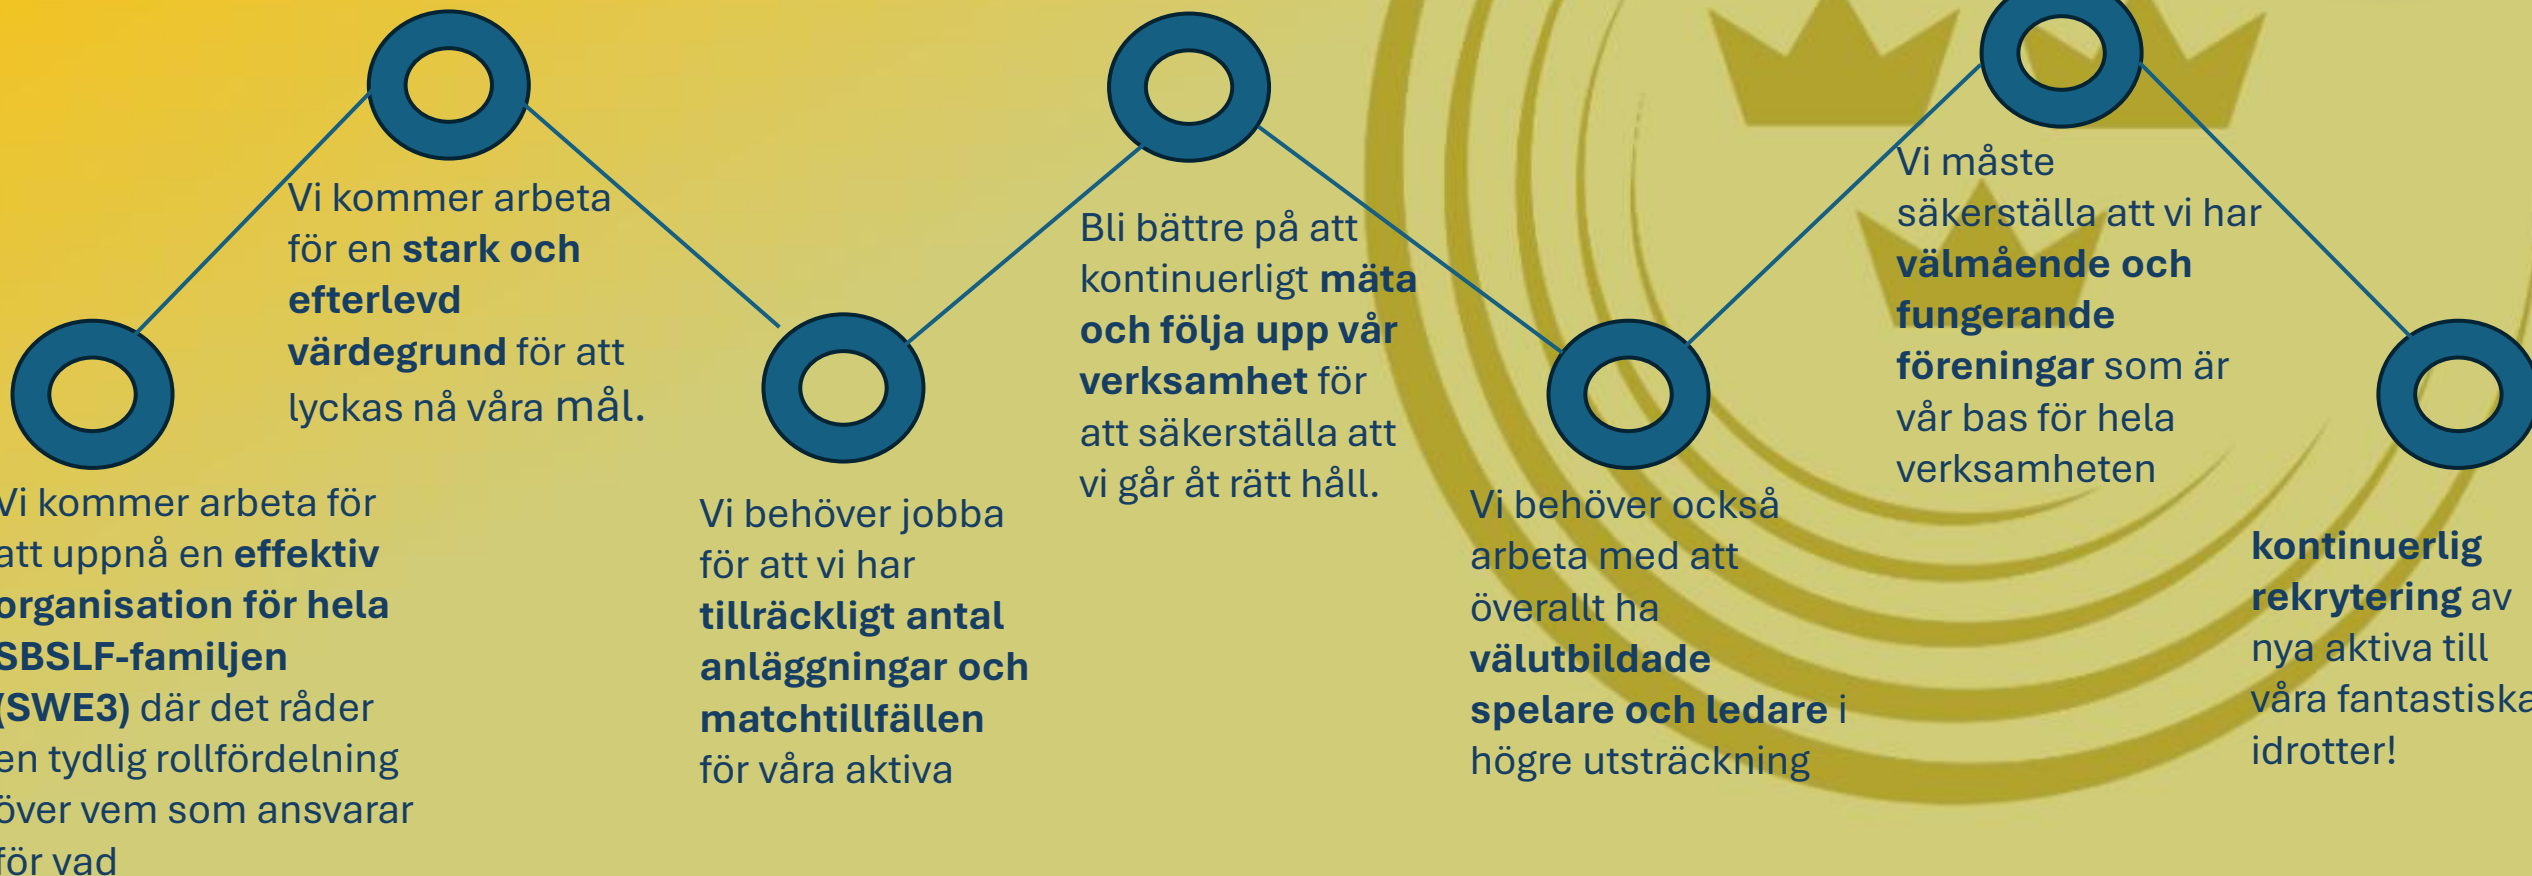 Vi kommer arbeta för
att uppnå en effektiv
organisation för hela
SBSLF-familjen
(SWE3) där det råder
en tydlig rollfördelning
över vem som ansvarar
för vad
Vi kommer arbeta
för en stark och
efterlevd
värdegrund för att
lyckas nå våra mål.
Vi behöver jobba
för att vi har
tillräckligt antal
anläggningar och
matchtillfällen
för våra aktiva
Bli bättre på att
kontinuerligt mäta
och följa upp vår
verksamhet för
att säkerställa att
vi går åt rätt håll.
Vi behöver också
arbeta med att
överallt ha
välutbildade
spelare och ledare i
högre utsträckning
Vi måste
säkerställa att vi har
välmående och
fungerande
föreningar som är
vår bas för hela
verksamheten
kontinuerlig
rekrytering av
nya aktiva till
våra fantastiska
idrotter!